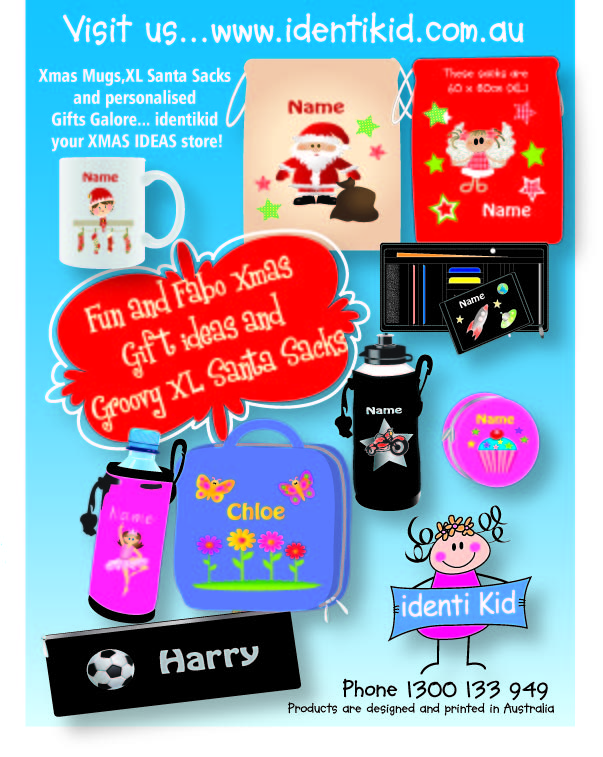 Visit us...www.identikid.com.au
Xmas Mugs,XL Santa Sacks
and personalised
Gifts Galore... identikid
your XMAS IDEAS store!
Name
These sacks are
60 x 80cm (XL)
Name
Name
Fun and Fabo Xmas
Gift ideas and
Groovy XL Santa Sacks
Name
Name
Name
Name
Chloe
identi Kid
Harry
Phone 1300 133 949
Products are designed and printed in Australia